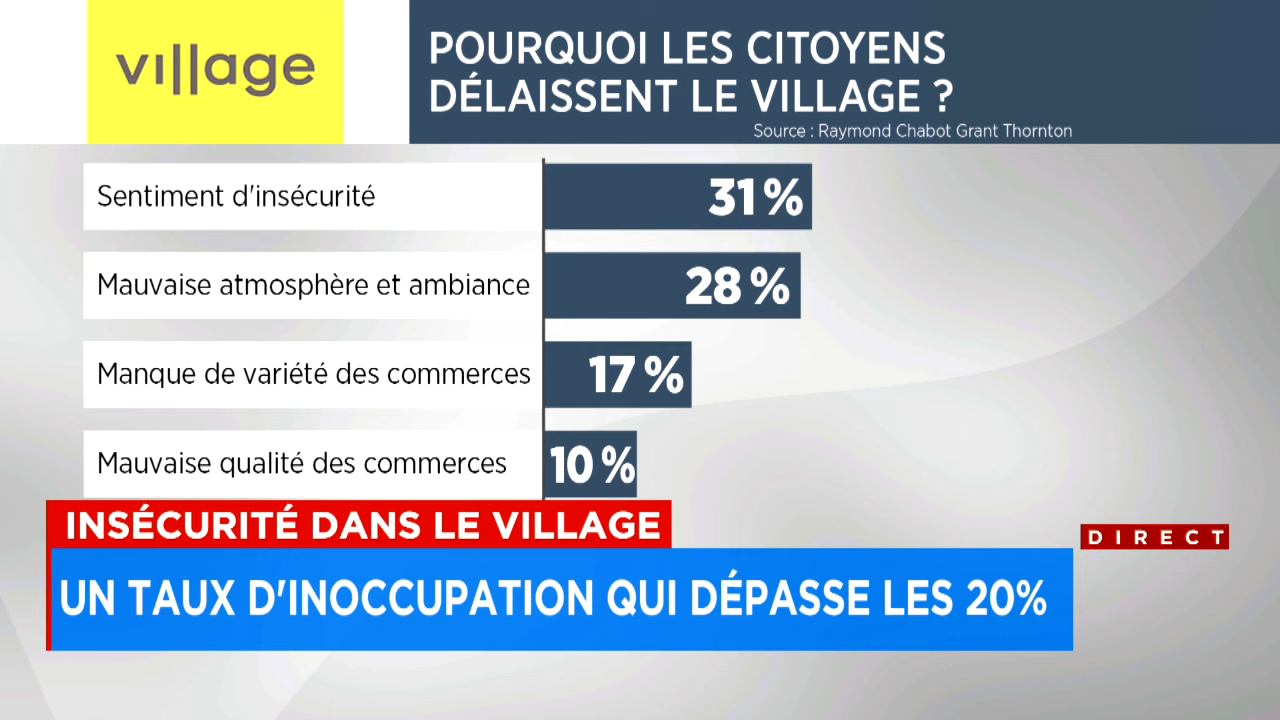 village
POURQUOI LES CITOYENS
DÉLAISSENT LE VILLAGE ?
Source : Raymond Chabot Grant Thornton
Sentiment d'insécurité 31 %
Mauvaise atmosphère et ambiance 28 %
Manque de variété des commerces 17 %
Mauvaise qualité des commerces 10 %
INSÉCURITÉ DANS LE VILLAGE
DIRECT
UN TAUX D'INOCCUPATION QUI DÉPASSE LES 20%